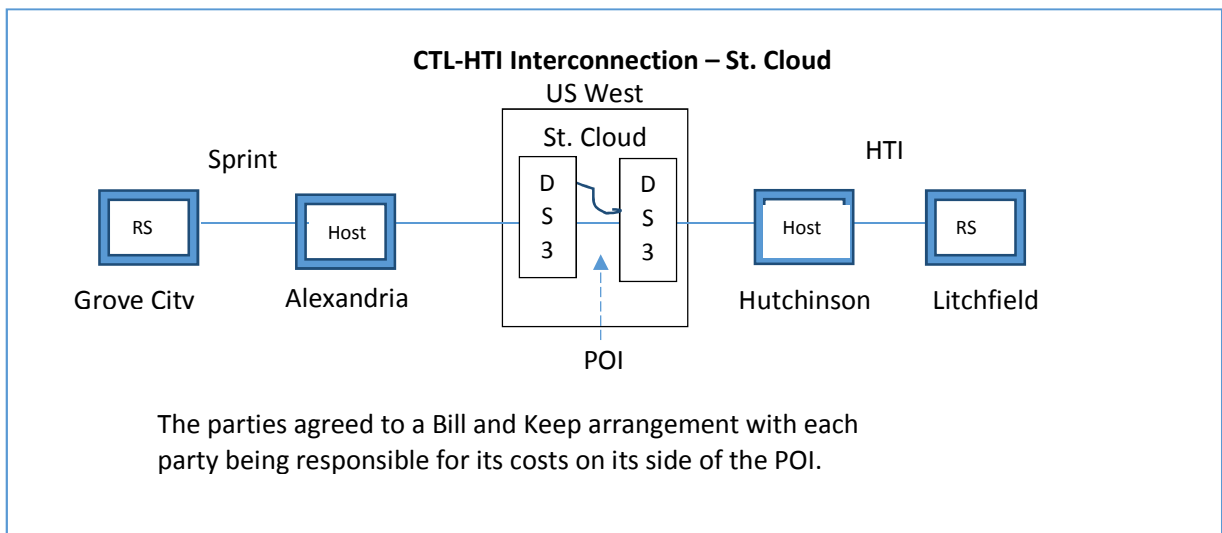 CTL-HTI Interconnection – St. Cloud
US West
St. Cloud
Sprint
HTI
D
S
3
D
S
3
RS
Host
Host
RS
Grove City
Alexandria
Hutchinson
Litchfield
POI
The parties agreed to a Bill and Keep arrangement with each
party being responsible for its costs on its side of the POI.